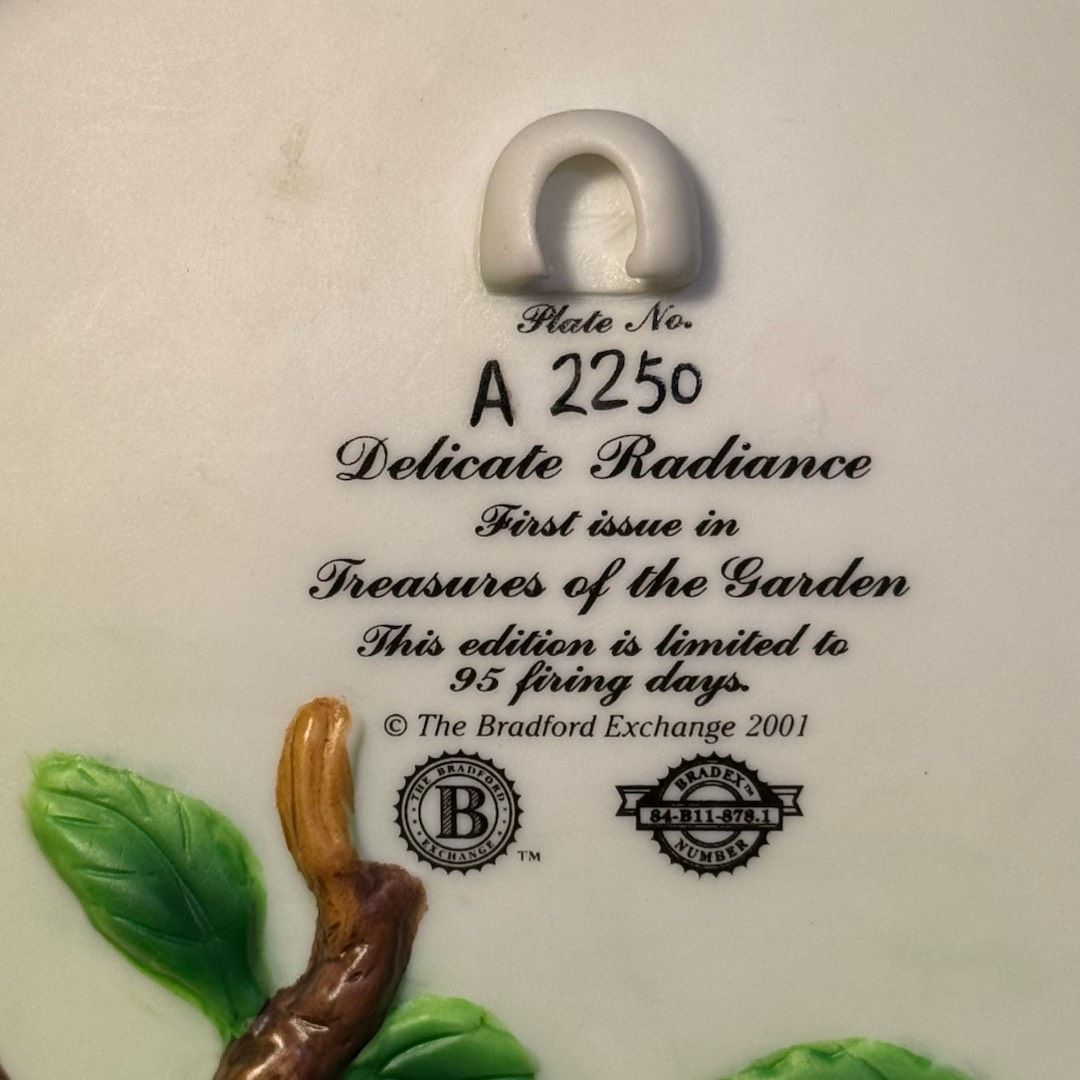 Plate No.
A 2250
Delicate Radiance
First issue in
Treasures of the Garden
This edition is limited to
95 firing days.
© The Bradford Exchange 2001
THE BRADFORD
B
EXCHANGE
TM
BRADEX™
84-B11-878.1
NUMBER